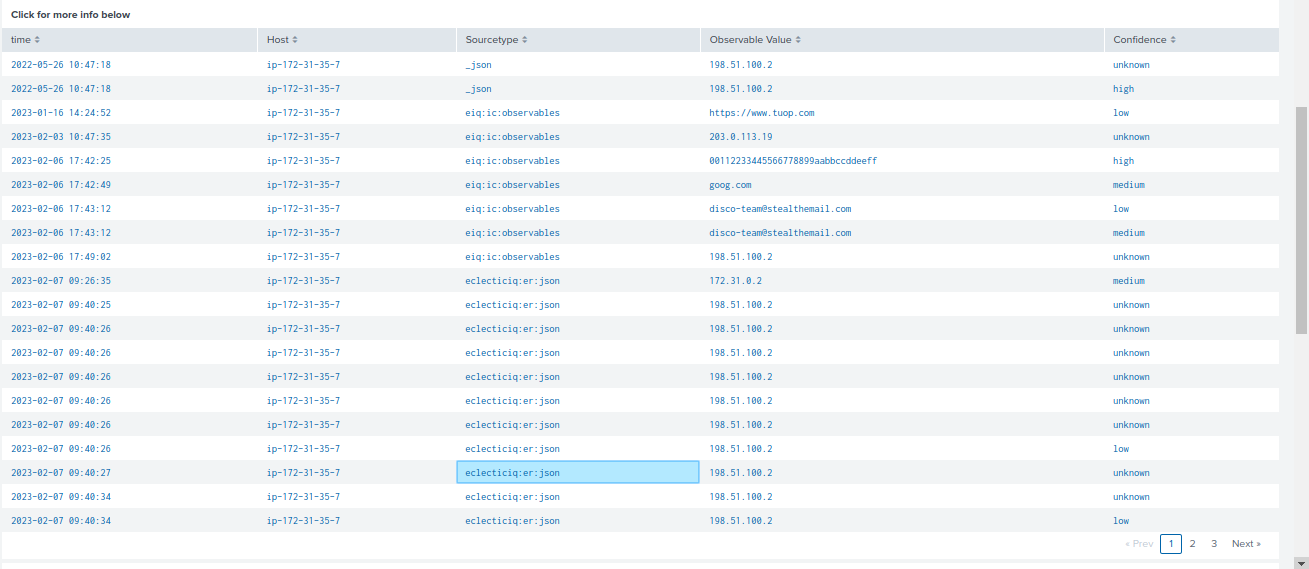 Click for more info below
time Host Sourcetype Observable Value Confidence
2022-05-26 10:47:18 ip-172-31-35-7 _json 198.51.100.2 unknown
2022-05-26 10:47:18 ip-172-31-35-7 _json 198.51.100.2 high
2023-01-16 14:24:52 ip-172-31-35-7 eiq:ic:observables https://www.tuop.com low
2023-02-03 10:47:35 ip-172-31-35-7 eiq:ic:observables 203.0.113.19 unknown
2023-02-06 17:42:25 ip-172-31-35-7 eiq:ic:observables 00112233445566778899aabbccddeeff high
2023-02-06 17:42:49 ip-172-31-35-7 eiq:ic:observables goog.com medium
2023-02-06 17:43:12 ip-172-31-35-7 eiq:ic:observables disco-team@stealthemail.com low
2023-02-06 17:43:12 ip-172-31-35-7 eiq:ic:observables disco-team@stealthemail.com medium
2023-02-06 17:49:02 ip-172-31-35-7 eiq:ic:observables 198.51.100.2 unknown
2023-02-07 09:26:35 ip-172-31-35-7 eclecticiq:er:json 172.31.0.2 medium
2023-02-07 09:40:25 ip-172-31-35-7 eclecticiq:er:json 198.51.100.2 unknown
2023-02-07 09:40:26 ip-172-31-35-7 eclecticiq:er:json 198.51.100.2 unknown
2023-02-07 09:40:26 ip-172-31-35-7 eclecticiq:er:json 198.51.100.2 unknown
2023-02-07 09:40:26 ip-172-31-35-7 eclecticiq:er:json 198.51.100.2 unknown
2023-02-07 09:40:26 ip-172-31-35-7 eclecticiq:er:json 198.51.100.2 unknown
2023-02-07 09:40:26 ip-172-31-35-7 eclecticiq:er:json 198.51.100.2 unknown
2023-02-07 09:40:26 ip-172-31-35-7 eclecticiq:er:json 198.51.100.2 low
2023-02-07 09:40:27 ip-172-31-35-7 eclecticiq:er:json 198.51.100.2 unknown
2023-02-07 09:40:34 ip-172-31-35-7 eclecticiq:er:json 198.51.100.2 unknown
2023-02-07 09:40:34 ip-172-31-35-7 eclecticiq:er:json 198.51.100.2 low
« Prev 1 2 3 Next »